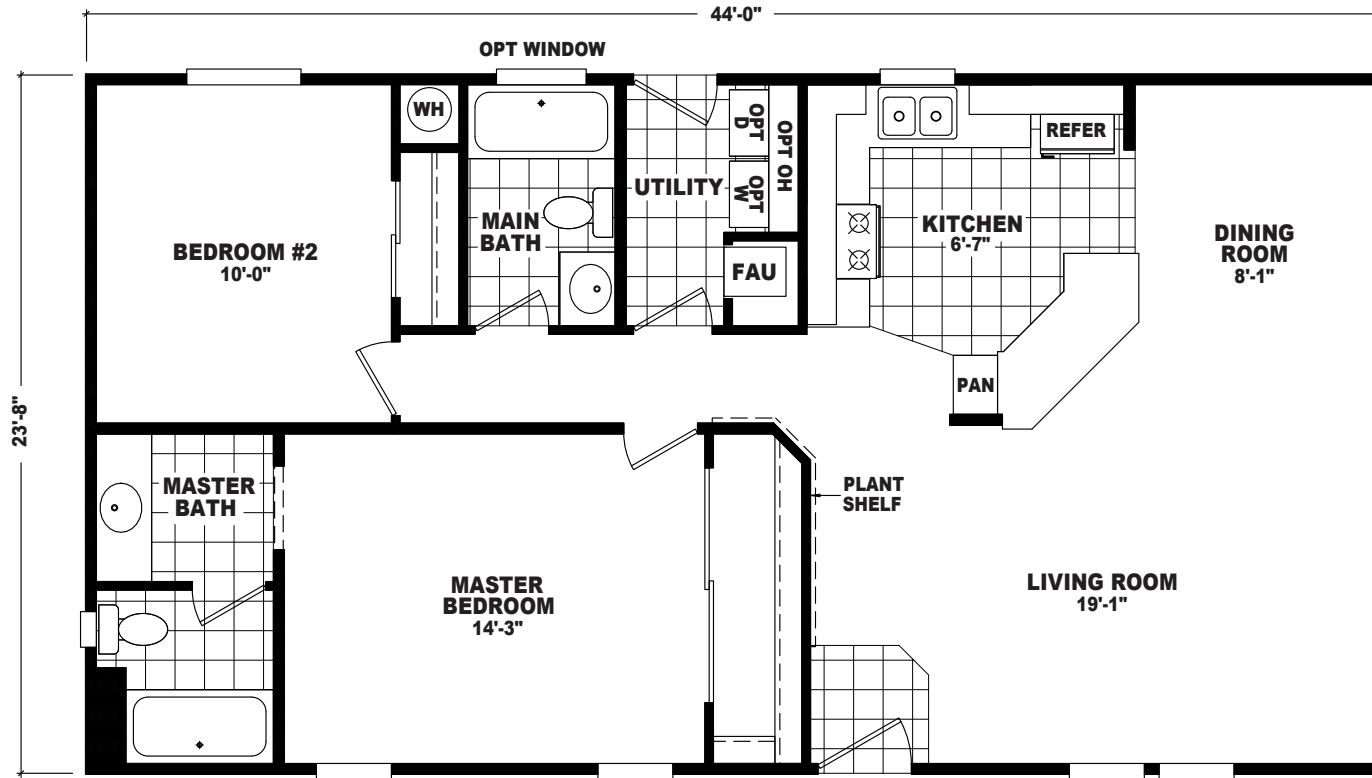 44'-0"
OPT WINDOW
WH
OPT
D
OPT
W
OPT OH
REFER
UTILITY
MAIN
BATH
KITCHEN
6'-7"
BEDROOM #2
10'-0"
DINING
ROOM
8'-1"
FAU
PAN
23'-8"
MASTER
BATH
PLANT
SHELF
MASTER
BEDROOM
14'-3"
LIVING ROOM
19'-1"